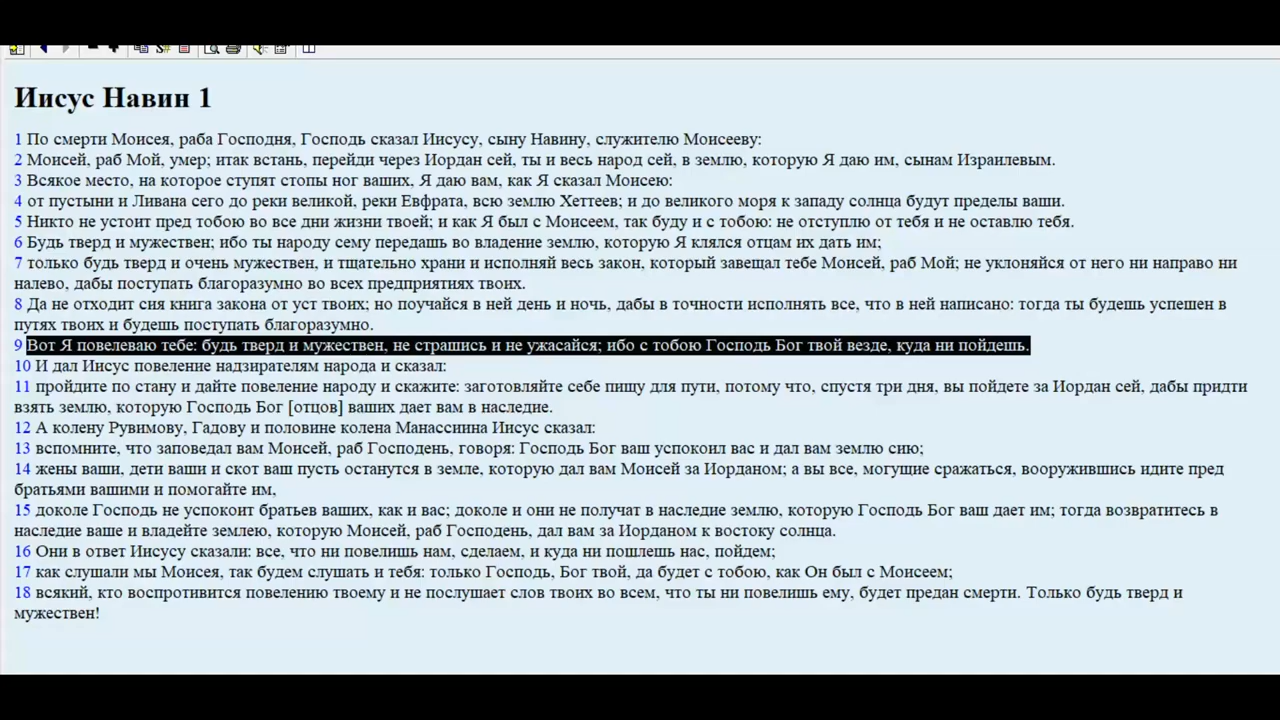 Иисус Навин 1
1 По смерти Моисея, раба Господня, Господь сказал Иисусу, сыну Навину, служителю Моисееву:
2 Моисей, раб Мой, умер; итак встань, перейди через Иордан сей, ты и весь народ сей, в землю, которую Я даю им, сынам Израилевым.
3 Всякое место, на которое ступят стопы ног ваших, Я даю вам, как Я сказал Моисею:
4 от пустыни и Ливана сего до реки великой, реки Евфрата, всю землю Хеттеев; и до великого моря к западу солнца будут пределы ваши.
5 Никто не устоит пред тобою во все дни жизни твоей; и как Я был с Моисеем, так буду и с тобою: не отступлю от тебя и не оставлю тебя.
6 Будь тверд и мужествен; ибо ты народу сему передашь во владение землю, которую Я клялся отцам их дать им;
7 только будь тверд и очень мужествен, и тщательно храни и исполняй весь закон, который завещал тебе Моисей, раб Мой; не уклоняйся от него ни направо ни
налево, дабы поступать благоразумно во всех предприятиях твоих.
8 Да не отходит сия книга закона от уст твоих; но поучайся в ней день и ночь, дабы в точности исполнять все, что в ней написано: тогда ты будешь успешен в
путях твоих и будешь поступать благоразумно.
9 Вот Я повелеваю тебе: будь тверд и мужествен, не страшись и не ужасайся; ибо с тобою Господь Бог твой везде, куда ни пойдешь.
10 И дал Иисус повеление надзирателям народа и сказал:
11 пройдите по стану и дайте повеление народу и скажите: заготовляйте себе пищу для пути, потому что, спустя три дня, вы пойдете за Иордан сей, дабы придти
взять землю, которую Господь Бог [отцов] ваших дает вам в наследие.
12 А колену Рувимову, Гадову и половине колена Манассиина Иисус сказал:
13 вспомните, что заповедал вам Моисей, раб Господень, говоря: Господь Бог ваш успокоил вас и дал вам землю сию;
14 жены ваши, дети ваши и скот ваш пусть останутся в земле, которую дал вам Моисей за Иорданом; а вы все, могущие сражаться, вооружившись идите пред
братьями вашими и помогайте им,
15 доколе Господь не успокоит братьев ваших, как и вас; доколе и они не получат в наследие землю, которую Господь Бог ваш дает им; тогда возвратитесь в
наследие ваше и владейте землею, которую Моисей, раб Господень, дал вам за Иорданом к востоку солнца.
16 Они в ответ Иисусу сказали: все, что ни повелишь нам, сделаем, и куда ни пошлешь нас, пойдем;
17 как слушали мы Моисея, так будем слушать и тебя: только Господь, Бог твой, да будет с тобою, как Он был с Моисеем;
18 всякий, кто воспротивится повелению твоему и не послушает слов твоих во всем, что ты ни повелишь ему, будет предан смерти. Только будь тверд и
мужествен!